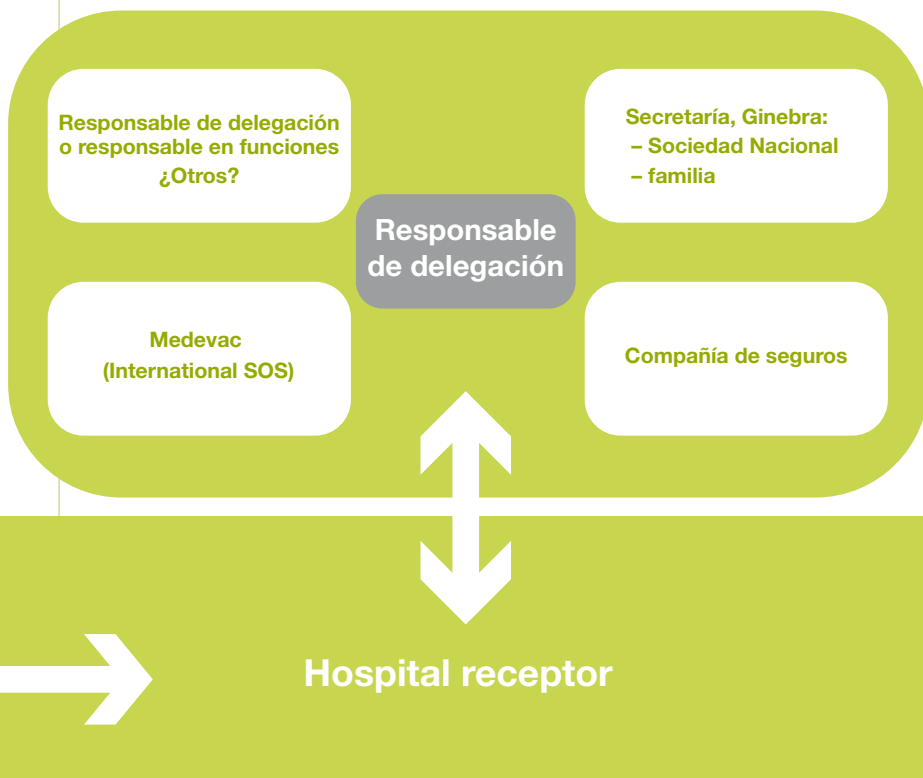 Responsable de delegación
o responsable en funciones
¿Otros?
Secretaría, Ginebra:
– Sociedad Nacional
– familia
Responsable
de delegación
Medevac
(International SOS)
Compañía de seguros
Hospital receptor